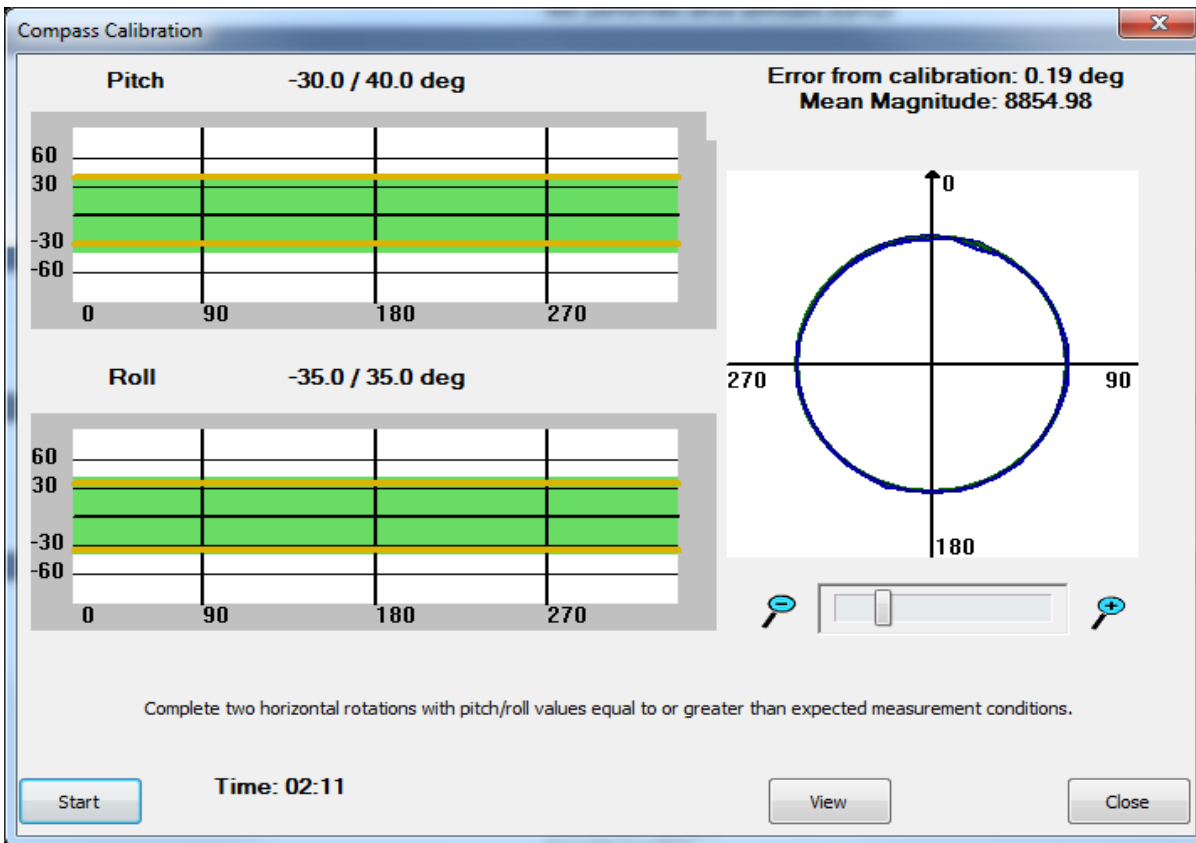 Compass Calibration
Pitch -30.0 / 40.0 deg
Error from calibration: 0.19 deg
Mean Magnitude: 8854.98
60
30
-30
-60
0 90 180 270
Roll -35.0 / 35.0 deg
60
30
-30
-60
0 90 180 270
0
270 90
180
Complete two horizontal rotations with pitch/roll values equal to or greater than expected measurement conditions.
Time: 02:11
Start View Close